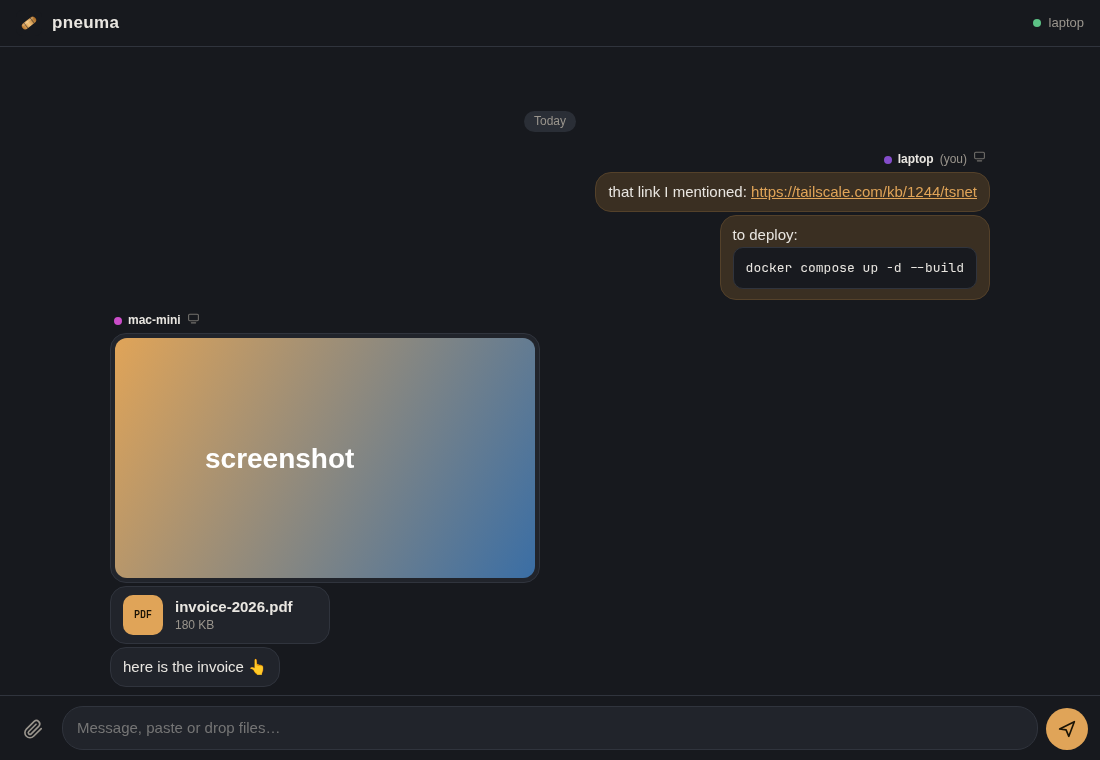 pneuma
laptop
Today
laptop (you)
that link I mentioned: https://tailscale.com/kb/1244/tsnet
to deploy:
docker compose up -d --build
mac-mini
screenshot
PDF
invoice-2026.pdf
180 KB
here is the invoice 👆
Message, paste or drop files…